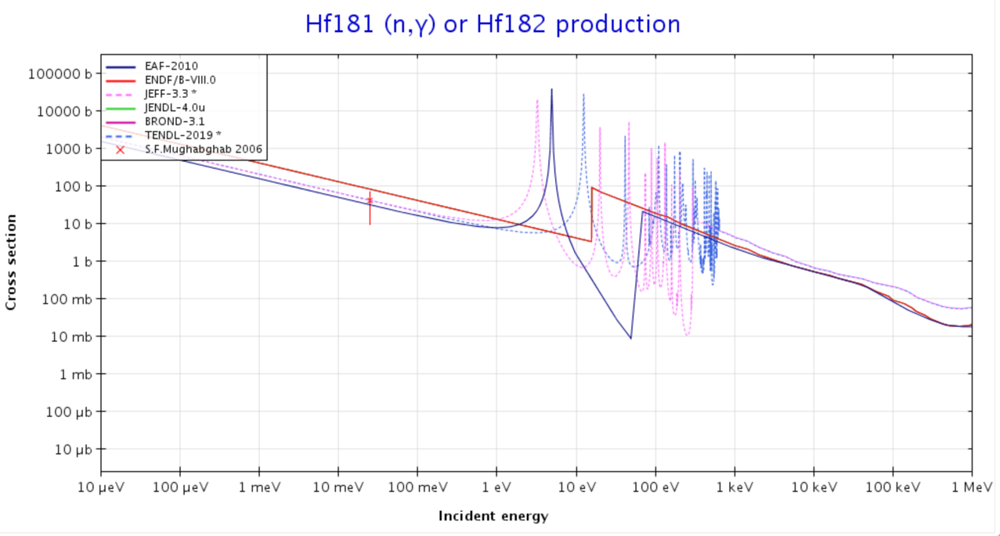 Hf181 (n,γ) or Hf182 production
EAF-2010
ENDF/B-VIII.0
JEFF-3.3 *
JENDL-4.0u
BROND-3.1
TENDL-2019 *
S.F.Mughabghab 2006
100000 b
10000 b
1000 b
100 b
10 b
1 b
100 mb
10 mb
1 mb
100 µb
10 µb
Cross section
10 µeV 100 µeV 1 meV 10 meV 100 meV 1 eV 10 eV 100 eV 1 keV 10 keV 100 keV 1 MeV
Incident energy